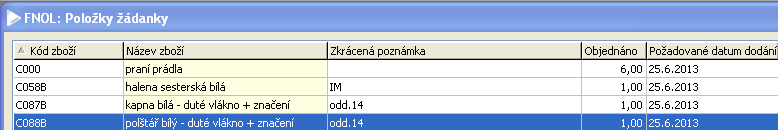 FNOL: Položky žádanky
Kód zboží Název zboží Zkrácená poznámka Objednáno Požadované datum dodání
C000 praní prádla 6,00 25.6.2013
C058B halena sesterská bílá IM 1,00 25.6.2013
C087B kapna bílá - duté vlákno + značení odd.14 1,00 25.6.2013
C088B polštář bílý - duté vlákno + značení odd.14 1,00 25.6.2013